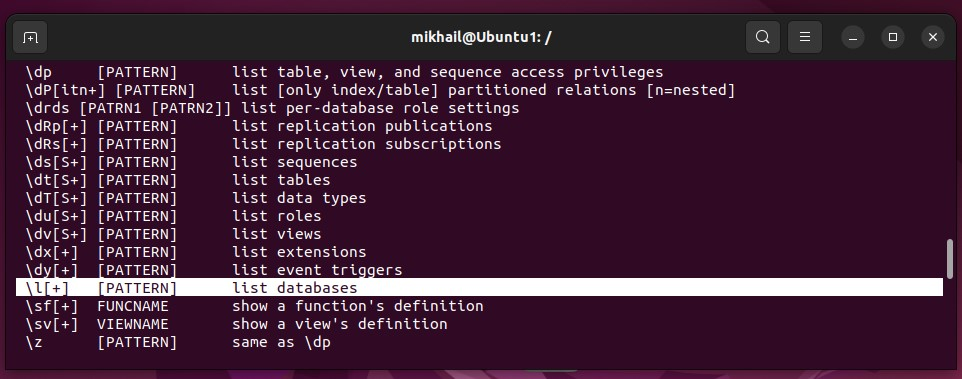 mikhail@Ubuntu1: /
\dp     [PATTERN]      list table, view, and sequence access privileges
\dP[itn+] [PATTERN]    list [only index/table] partitioned relations [n=nested]
\drds [PATRN1 [PATRN2]] list per-database role settings
\dRp[+] [PATTERN]      list replication publications
\dRs[+] [PATTERN]      list replication subscriptions
\ds[S+] [PATTERN]      list sequences
\dt[S+] [PATTERN]      list tables
\dT[S+] [PATTERN]      list data types
\du[S+] [PATTERN]      list roles
\dv[S+] [PATTERN]      list views
\dx[+]  [PATTERN]      list extensions
\dy[+]  [PATTERN]      list event triggers
\l[+]   [PATTERN]      list databases
\sf[+]  FUNCNAME       show a function's definition
\sv[+]  VIEWNAME       show a view's definition
\z      [PATTERN]      same as \dp